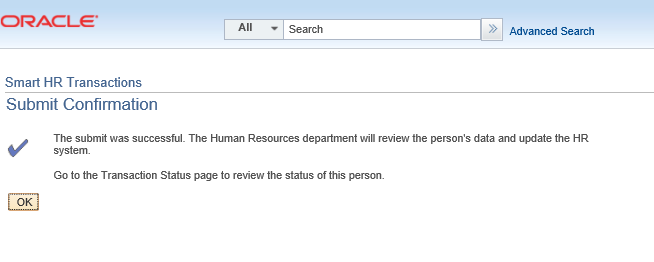 ORACLE
All Search Advanced Search
Smart HR Transactions
Submit Confirmation
The submit was successful. The Human Resources department will review the person's data and update the HR
system.
Go to the Transaction Status page to review the status of this person.
OK